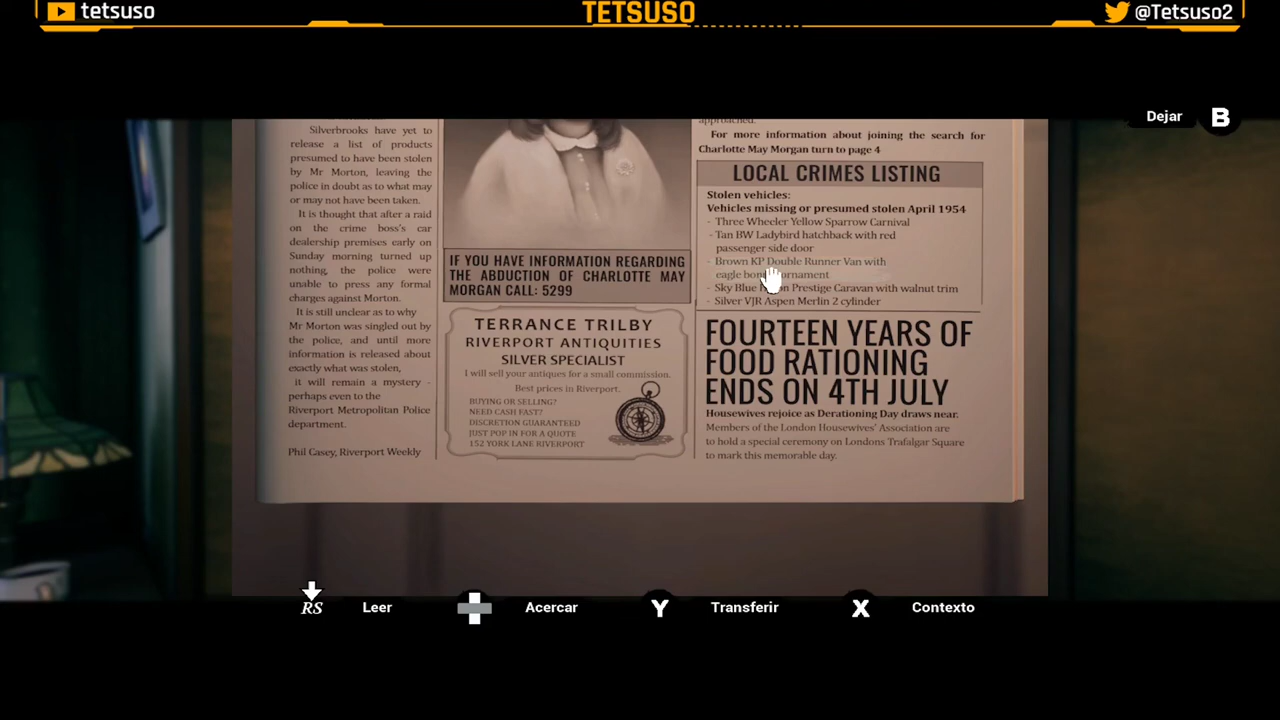 tetsuso
TETSUSO
@Tetsuso2
Dejar
B
Silverbrooks have yet to
release a list of products
presumed to have been stolen
by Mr Morton, leaving the
police in doubt as to what may
or may not have been taken.
It is thought that after a raid
on the crime boss's car
dealership premises early on
Sunday morning turned up
nothing, the police were
unable to press any formal
charges against Morton.
It is still unclear as to why
Mr Morton was singled out by
the police, and until more
information is released about
exactly what was stolen,
it will remain a mystery -
perhaps even to the
Riverport Metropolitan Police
department.
Phil Casey, Riverport Weekly
IF YOU HAVE INFORMATION REGARDING
THE ABDUCTION OF CHARLOTTE MAY
MORGAN CALL: 5299
TERRANCE TRILBY
RIVERPORT ANTIQUITIES
SILVER SPECIALIST
I will sell your antiques for a small commission.
Best prices in Riverport.
BUYING OR SELLING?
NEED CASH FAST?
DISCRETION GUARANTEED
JUST POP IN FOR A QUOTE
152 YORK LANE RIVERPORT
approached.
For more information about joining the search for
Charlotte May Morgan turn to page 4
LOCAL CRIMES LISTING
Stolen vehicles:
Vehicles missing or presumed stolen April 1954
- Three Wheeler Yellow Sparrow Carnival
- Tan BW Ladybird hatchback with red
passenger side door
- Brown KP Double Runner Van with
eagle ornament
- Sky Blue Prestige Caravan with walnut trim
- Silver VJR Aspen Merlin 2 cylinder
FOURTEEN YEARS OF
FOOD RATIONING
ENDS ON 4TH JULY
Housewives rejoice as Derationing Day draws near.
Members of the London Housewives' Association are
to hold a special ceremony on Londons Trafalgar Square
to mark this memorable day.
RS Leer Acercar Y Transferir X Contexto